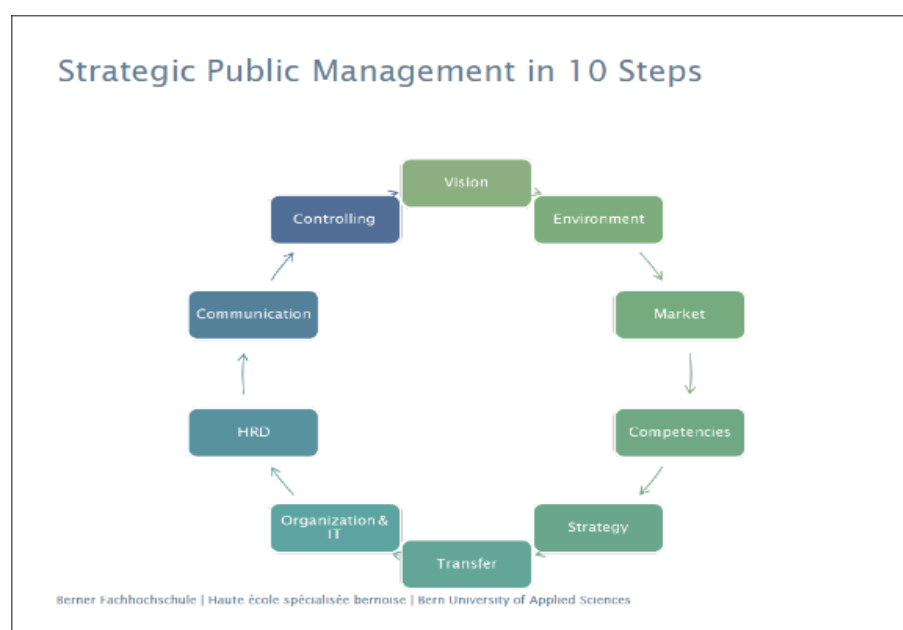 Strategic Public Management in 10 Steps
Vision
Environment
Market
Competencies
Strategy
Transfer
Organization &
IT
HRD
Communication
Controlling
Berner Fachhochschule | Haute école spécialisée bernoise | Bern University of Applied Sciences